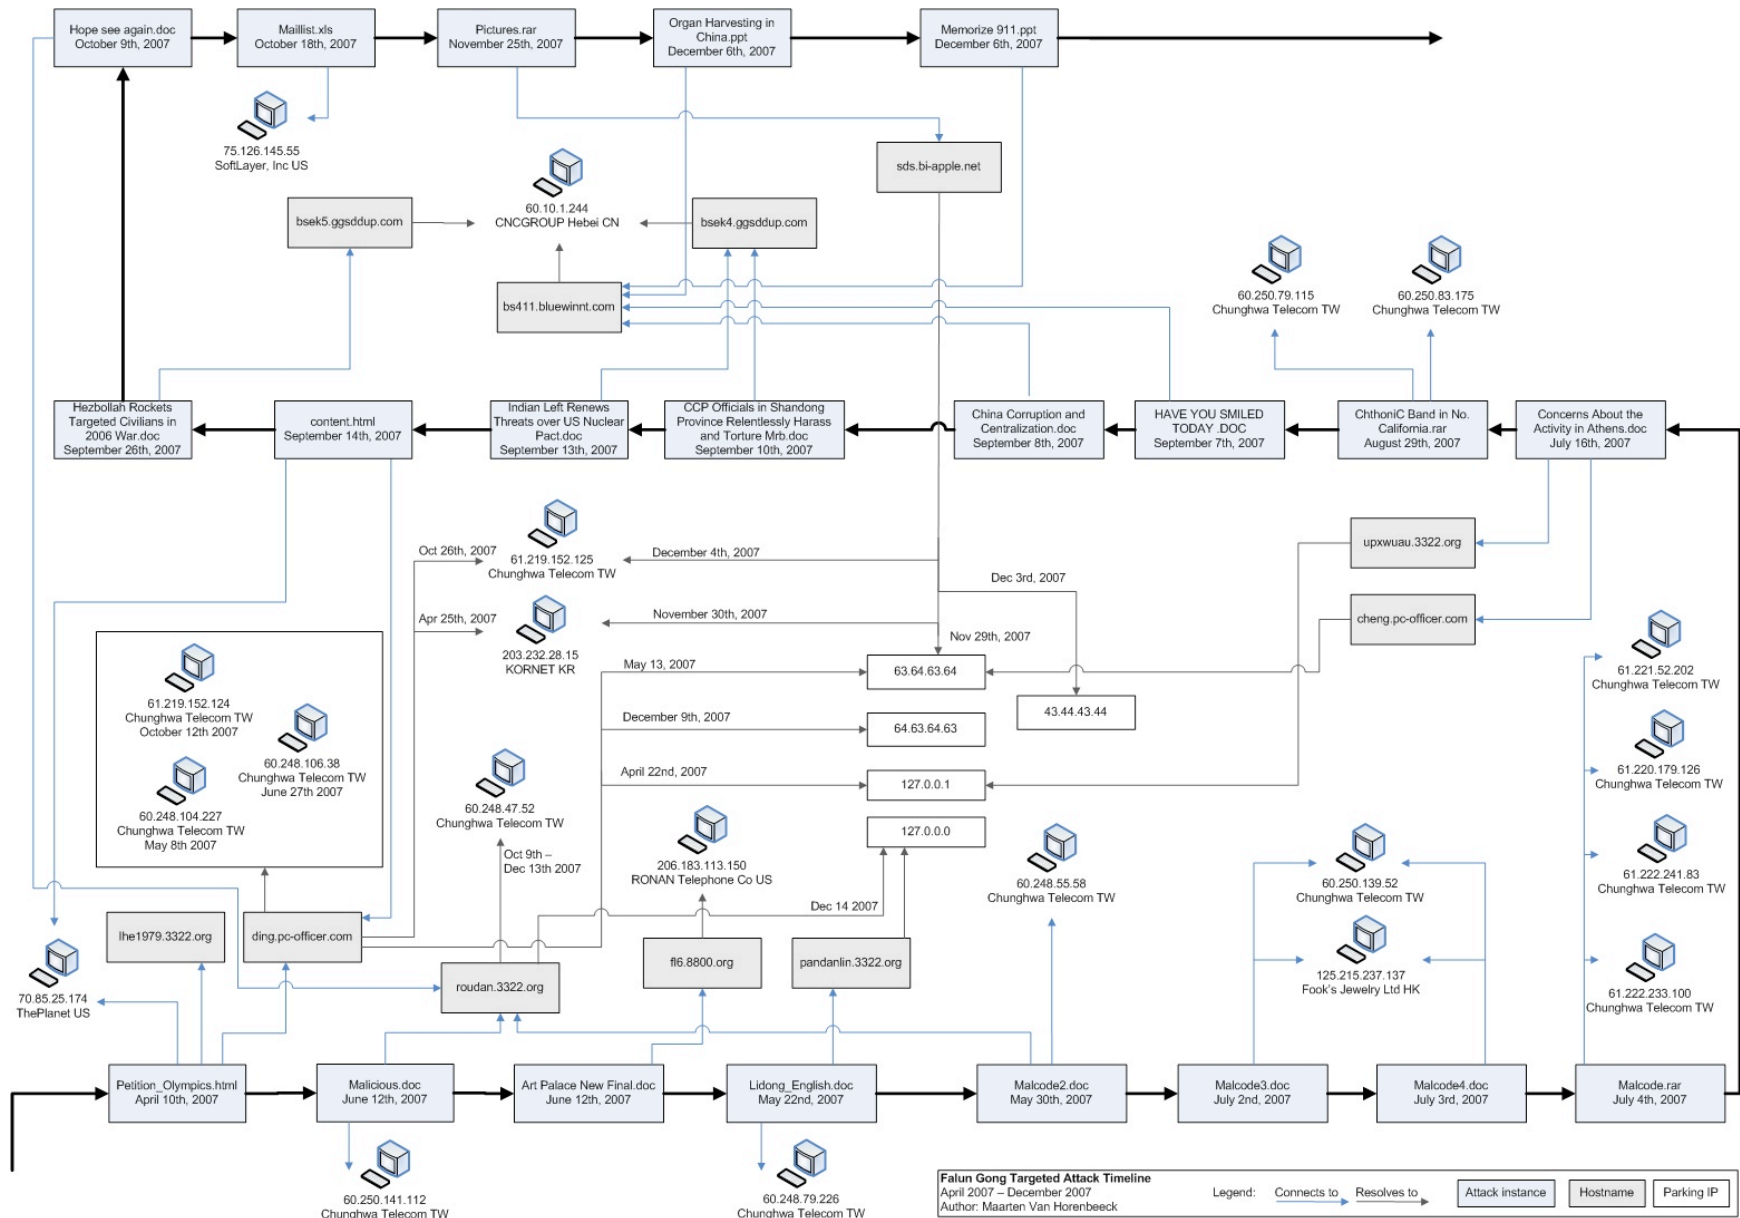 Hope see again.doc
October 9th, 2007
Maillist.xls
October 18th, 2007
Pictures.rar
November 25th, 2007
Organ Harvesting in
China.ppt
December 6th, 2007
Memorize 911.ppt
December 6th, 2007
75.126.145.55
SoftLayer, Inc US
sds.bi-apple.net
60.10.1.244
CNCGROUP Hebei CN
bsek5.ggsddup.com
bsek4.ggsddup.com
bs411.bluewinnt.com
60.250.79.115
Chunghwa Telecom TW
60.250.83.175
Chunghwa Telecom TW
Hezbollah Rockets
Targeted Civilians in
2006 War.doc
September 26th, 2007
content.html
September 14th, 2007
Indian Left Renews
Threats over US Nuclear
Pact.doc
September 13th, 2007
CCP Officials in Shandong
Province Relentlessly Harass
and Torture Mrb.doc
September 10th, 2007
China Corruption and
Centralization.doc
September 8th, 2007
HAVE YOU SMILED
TODAY .DOC
September 7th, 2007
ChthoniC Band in No.
California.rar
August 29th, 2007
Concerns About the
Activity in Athens.doc
July 16th, 2007
Oct 26th, 2007
61.219.152.125
Chunghwa Telecom TW
December 4th, 2007
upxwuau.3322.org
Dec 3rd, 2007
Apr 25th, 2007
203.232.28.15
KORNET KR
November 30th, 2007
Nov 29th, 2007
cheng.pc-officer.com
May 13, 2007
63.64.63.64
43.44.43.44
61.221.52.202
Chunghwa Telecom TW
61.219.152.124
Chunghwa Telecom TW
October 12th 2007
60.248.106.38
Chunghwa Telecom TW
June 27th 2007
60.248.104.227
Chunghwa Telecom TW
May 8th 2007
December 9th, 2007
64.63.64.63
April 22nd, 2007
127.0.0.1
61.220.179.126
Chunghwa Telecom TW
60.248.47.52
Chunghwa Telecom TW
Oct 9th –
Dec 13th 2007
127.0.0.0
206.183.113.150
RONAN Telephone Co US
60.248.55.58
Chunghwa Telecom TW
60.250.139.52
Chunghwa Telecom TW
61.222.241.83
Chunghwa Telecom TW
Dec 14 2007
lhe1979.3322.org
ding.pc-officer.com
roudan.3322.org
fl6.8800.org
pandanlin.3322.org
125.215.237.137
Fook's Jewelry Ltd HK
61.222.233.100
Chunghwa Telecom TW
70.85.25.174
ThePlanet US
Petition_Olympics.html
April 10th, 2007
Malicious.doc
June 12th, 2007
Art Palace New Final.doc
June 12th, 2007
Lidong_English.doc
May 22nd, 2007
Malcode2.doc
May 30th, 2007
Malcode3.doc
July 2nd, 2007
Malcode4.doc
July 3rd, 2007
Malcode.rar
July 4th, 2007
60.250.141.112
Chunghwa Telecom TW
60.248.79.226
Chunghwa Telecom TW
Falun Gong Targeted Attack Timeline
April 2007 – December 2007
Author: Maarten Van Horenbeeck
Legend:
Connects to
Resolves to
Attack instance
Hostname
Parking IP